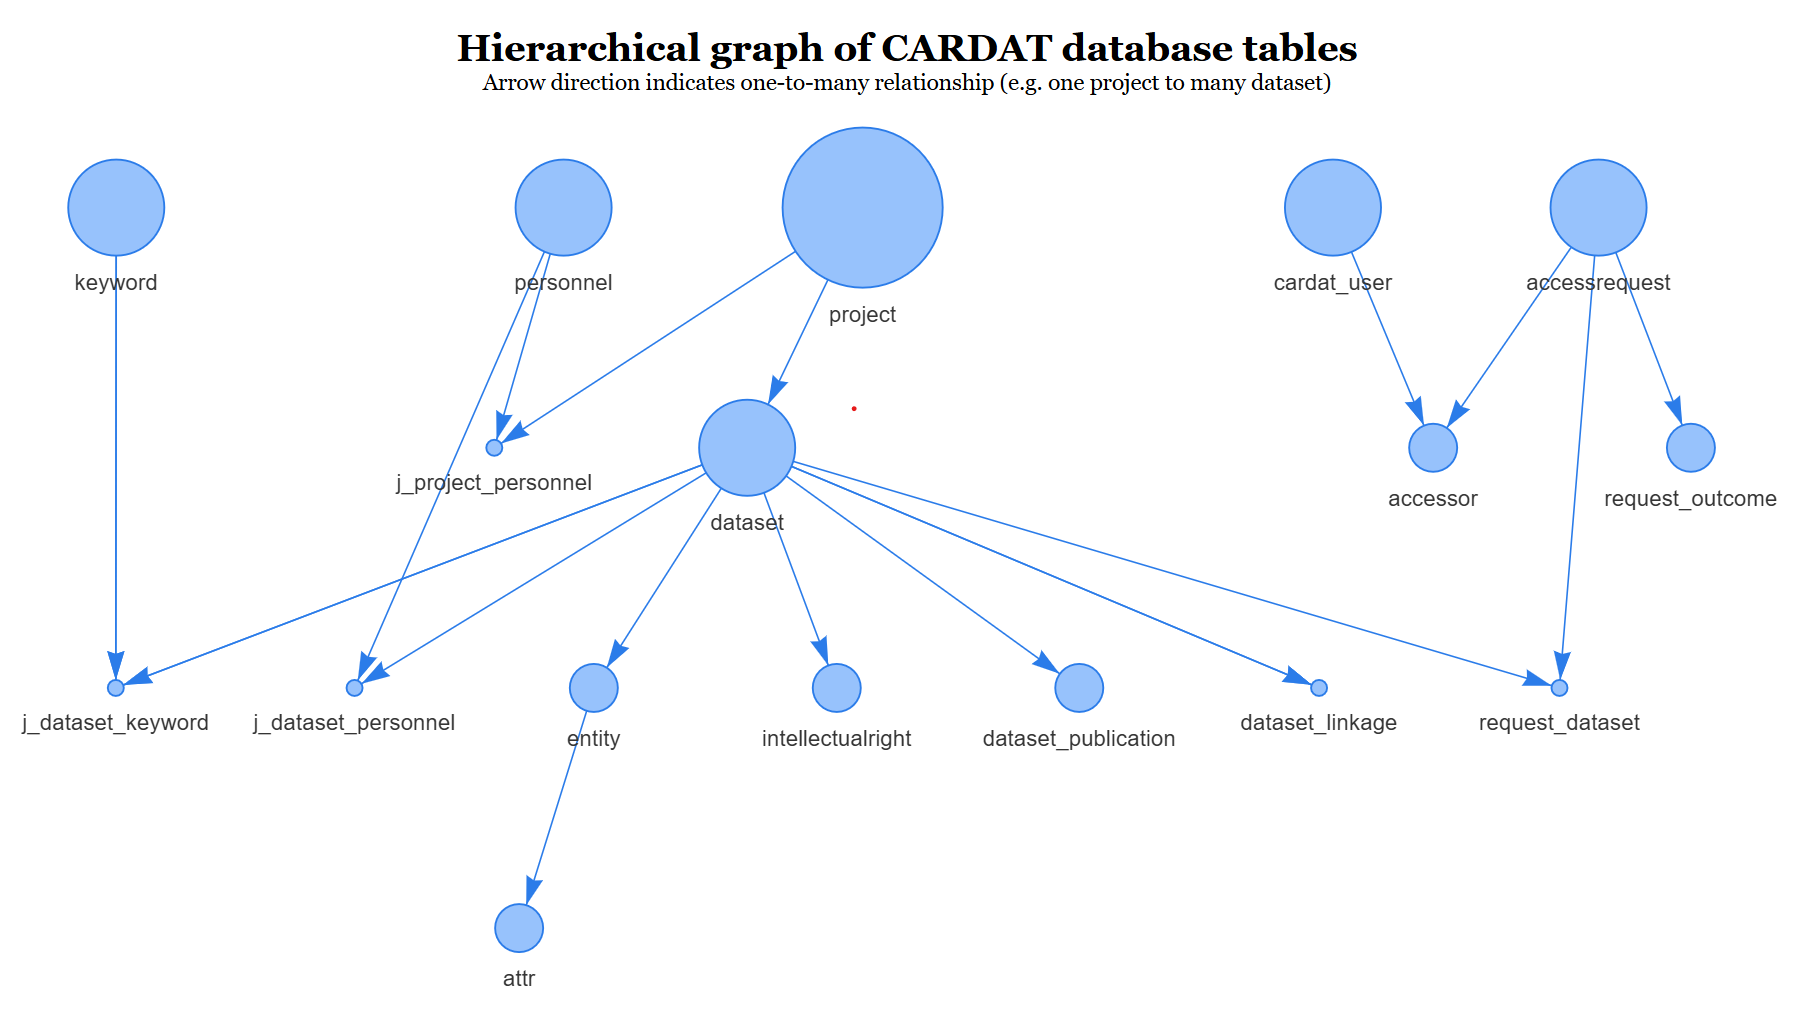 Hierarchical graph of CARDAT database tables
Arrow direction indicates one-to-many relationship (e.g. one project to many dataset)
keyword
personnel
project
cardat_user
accessrequest
j_project_personnel
dataset
accessor
request_outcome
j_dataset_keyword
j_dataset_personnel
entity
intellectualright
dataset_publication
dataset_linkage
request_dataset
attr